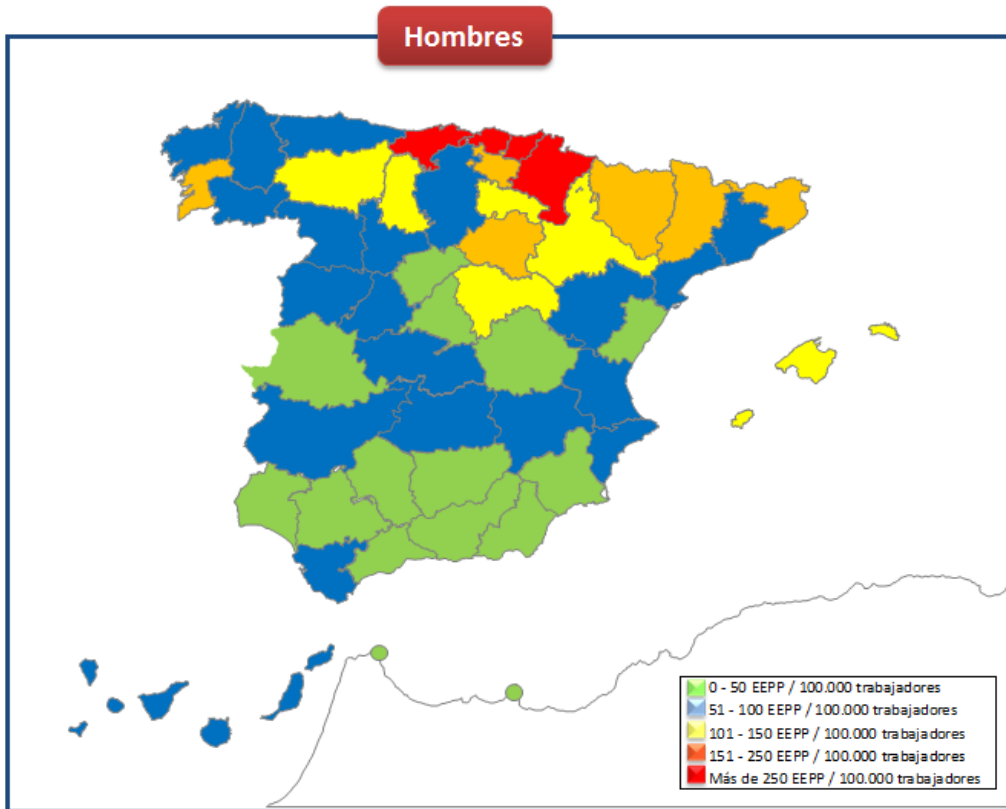 Hombres
0 - 50 EEPP / 100.000 trabajadores
51 - 100 EEPP / 100.000 trabajadores
101 - 150 EEPP / 100.000 trabajadores
151 - 250 EEPP / 100.000 trabajadores
Más de 250 EEPP / 100.000 trabajadores